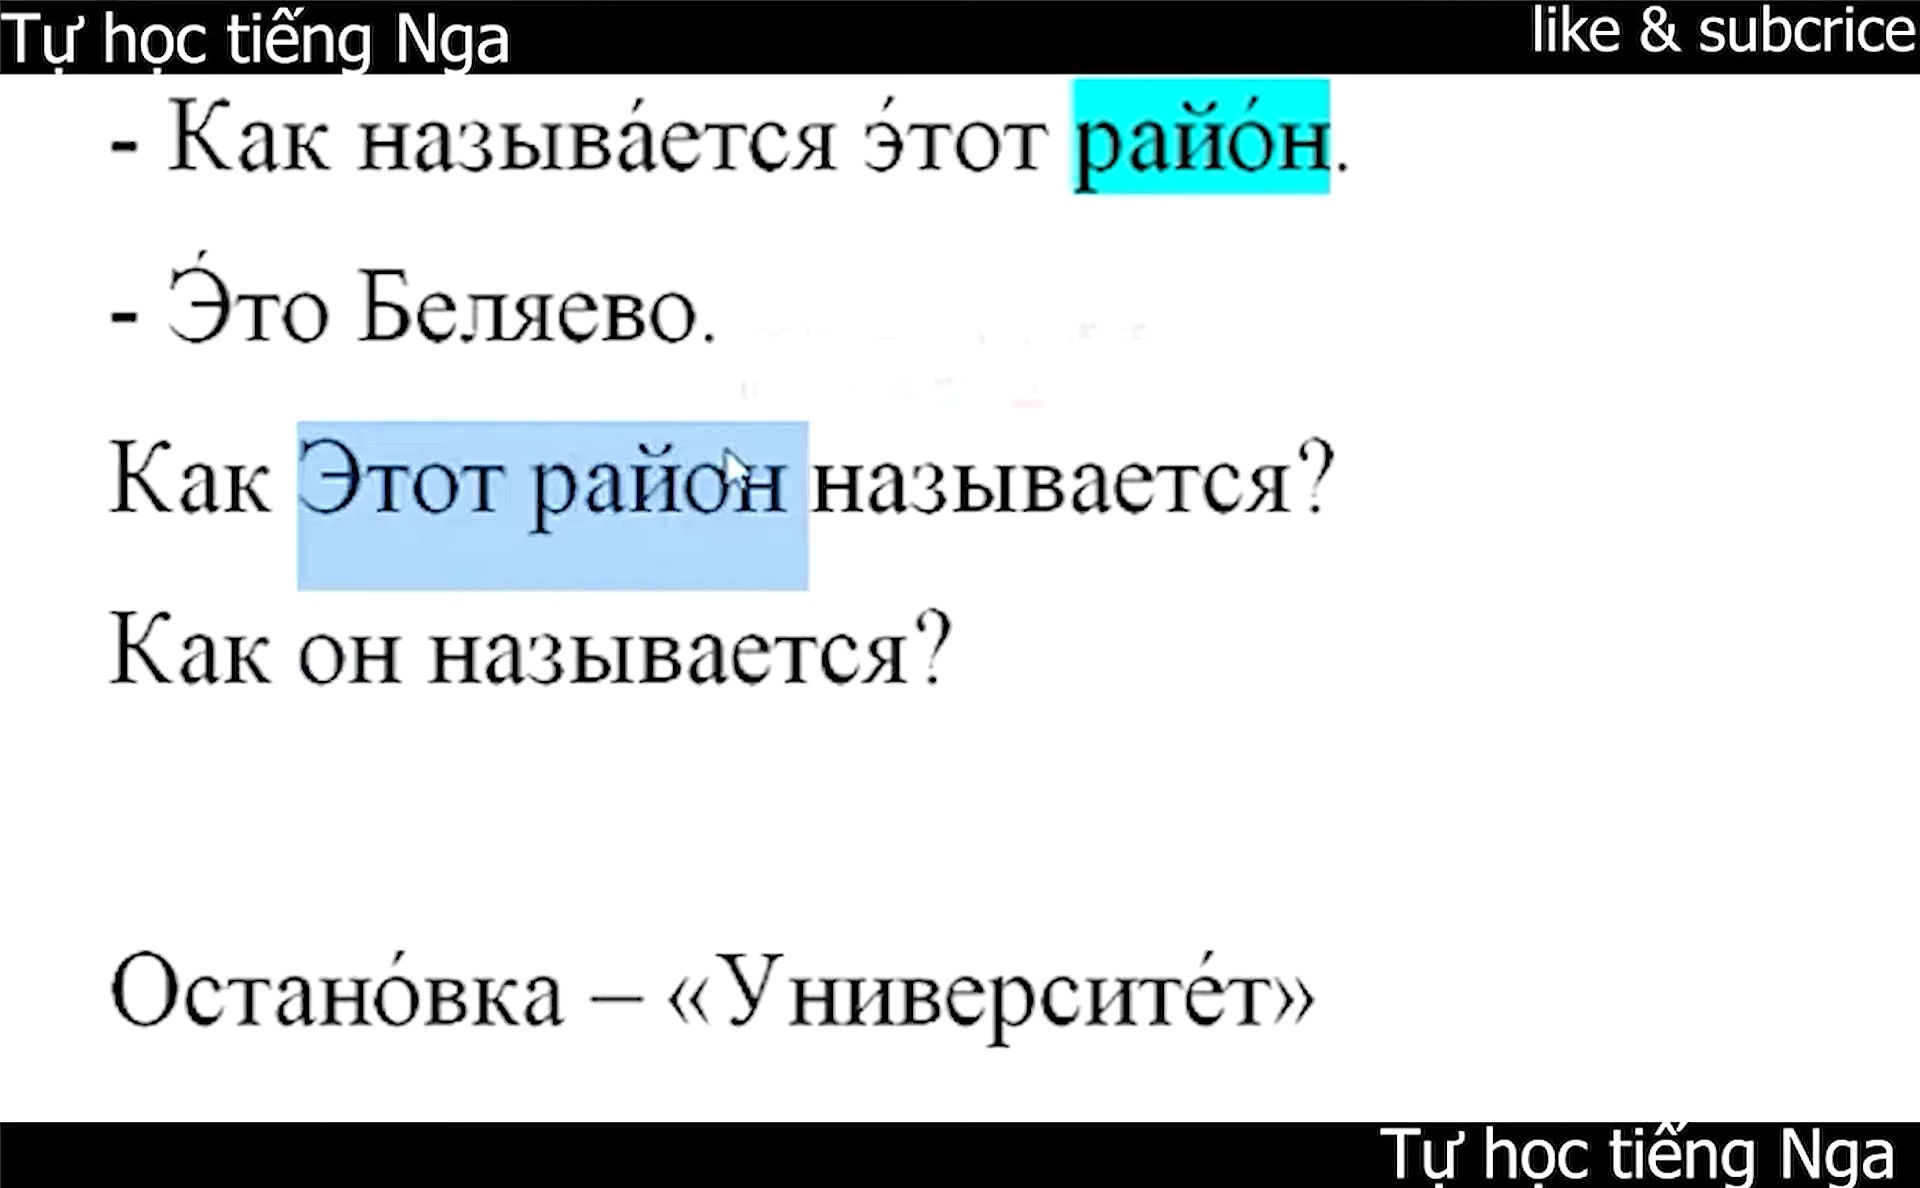 Tự học tiếng Nga
like & subcrice
- Как называ́ется э́тот райо́н.
- Э́то Беляево.
Как Этот район называется?
Как он называется?
Остано́вка – «Университе́т»
Tự học tiếng Nga